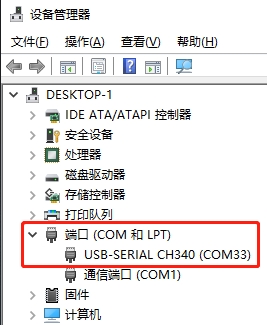 设备管理器
文件(F) 操作(A) 查看(V) 帮助(H)
DESKTOP-1
IDE ATA/ATAPI 控制器
安全设备
处理器
磁盘驱动器
存储控制器
打印队列
端口 (COM 和 LPT)
USB-SERIAL CH340 (COM33)
通信端口 (COM1)
固件
计算机